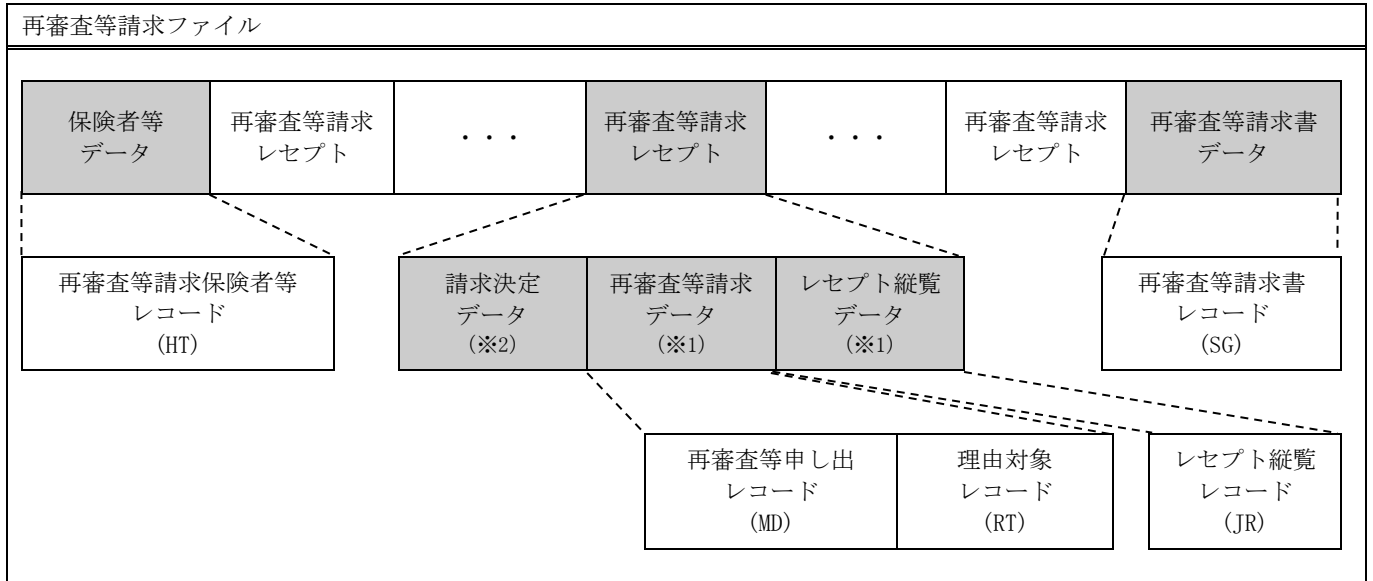 再審査等請求ファイル
保険者等
データ
再審査等請求
レセプト
・・・
再審査等請求
レセプト
・・・
再審査等請求
レセプト
再審査等請求書
データ
再審査等請求保険者等
レコード
(HT)
請求決定
データ
(※2)
再審査等請求
データ
(※1)
レセプト縦覧
データ
(※1)
再審査等請求書
レコード
(SG)
再審査等申し出
レコード
(MD)
理由対象
レコード
(RT)
レセプト縦覧
レコード
(JR)